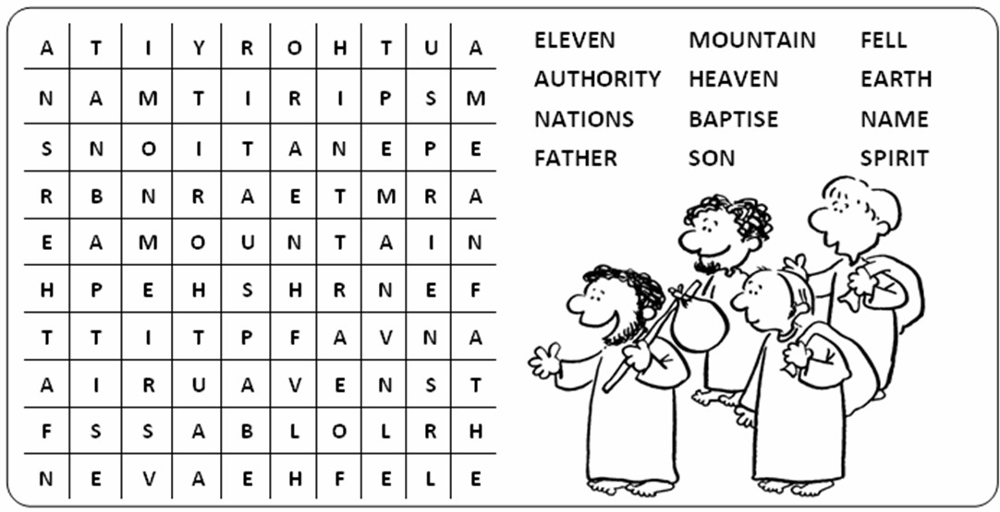 A T I Y R O H T U A
N A M T I R I P S M
S N O I T A N E P E
R B N R A E T M R A
E A M O U N T A I N
H P E H S H R N E F
T T I T P F A V N A
A I R U A V E N S T
F S S A B L O L R H
N E V A E H F E L E
ELEVEN MOUNTAIN FELL
AUTHORITY HEAVEN EARTH
NATIONS BAPTISE NAME
FATHER SON SPIRIT